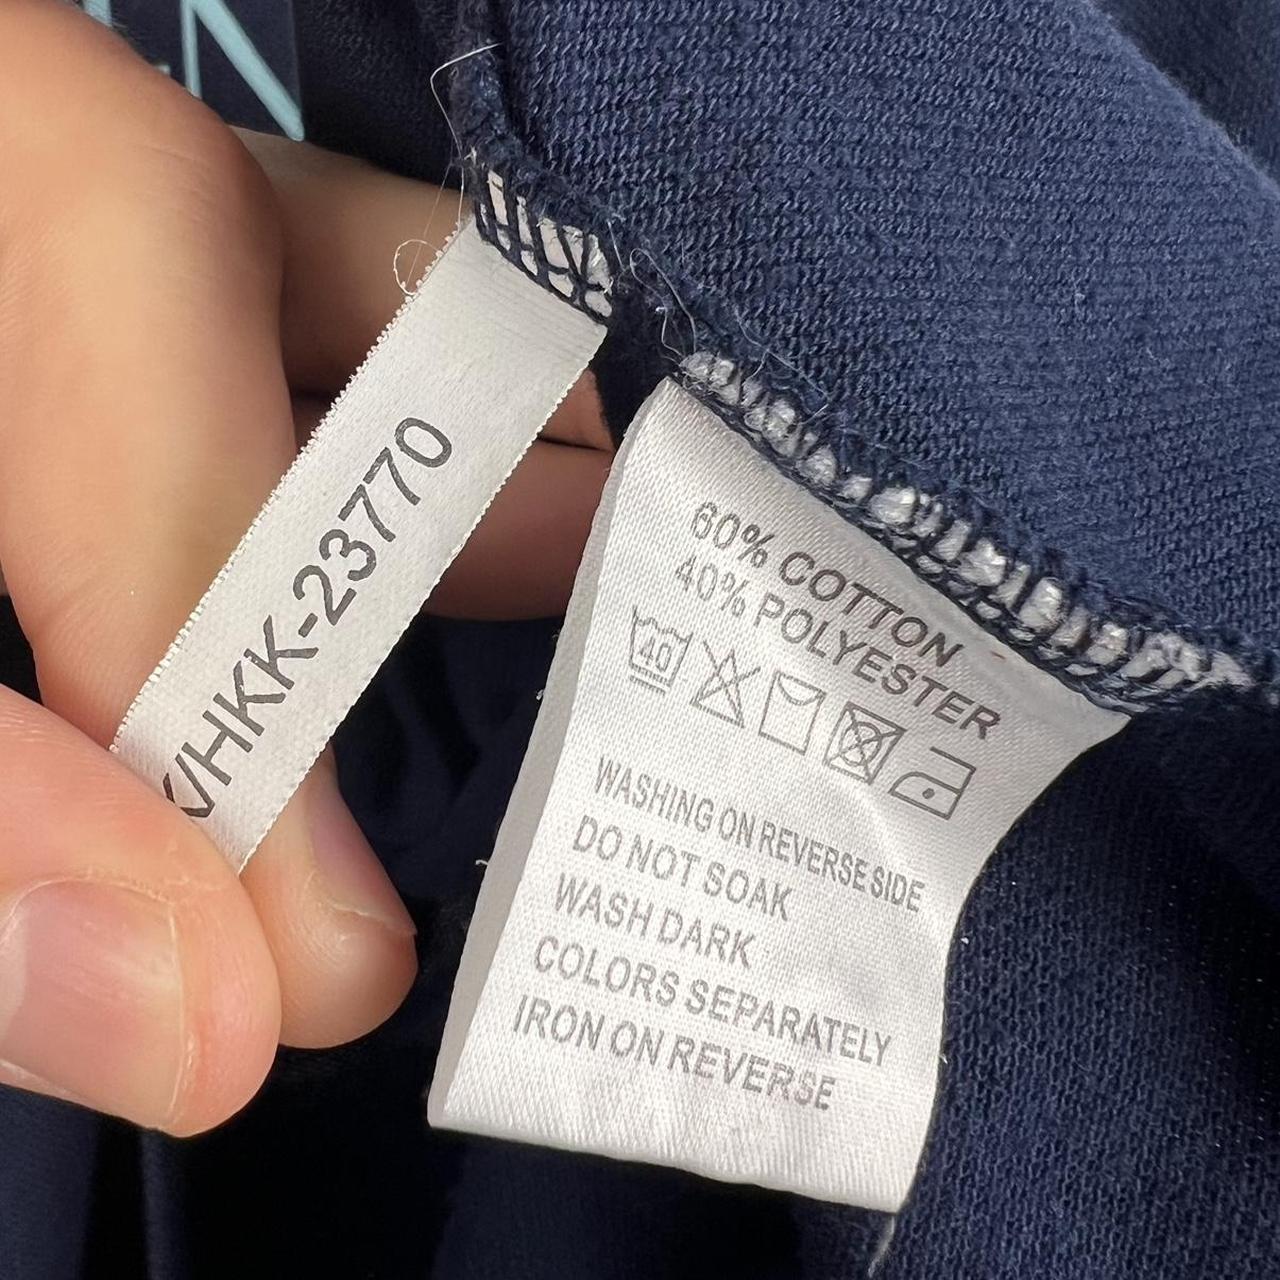 VHKK-23770
60% COTTON
40% POLYESTER
40
WASHING ON REVERSE SIDE
DO NOT SOAK
WASH DARK
COLORS SEPARATELY
IRON ON REVERSE